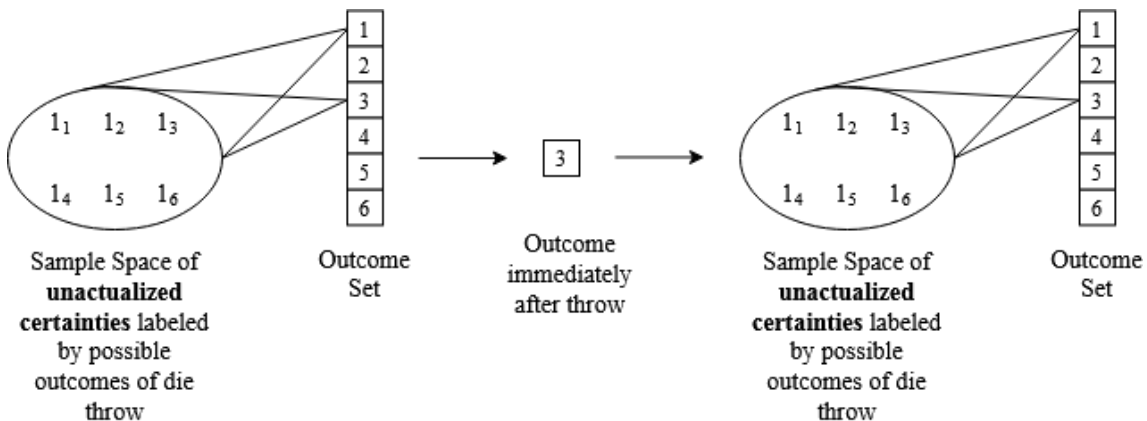 1₁ 1₂ 1₃
1₄ 1₅ 1₆
1
2
3
4
5
6
Sample Space of
unactualized
certainties labeled
by possible
outcomes of die
throw
Outcome
Set
3
Outcome
immediately
after throw
1₁ 1₂ 1₃
1₄ 1₅ 1₆
1
2
3
4
5
6
Sample Space of
unactualized
certainties labeled
by possible
outcomes of die
throw
Outcome
Set